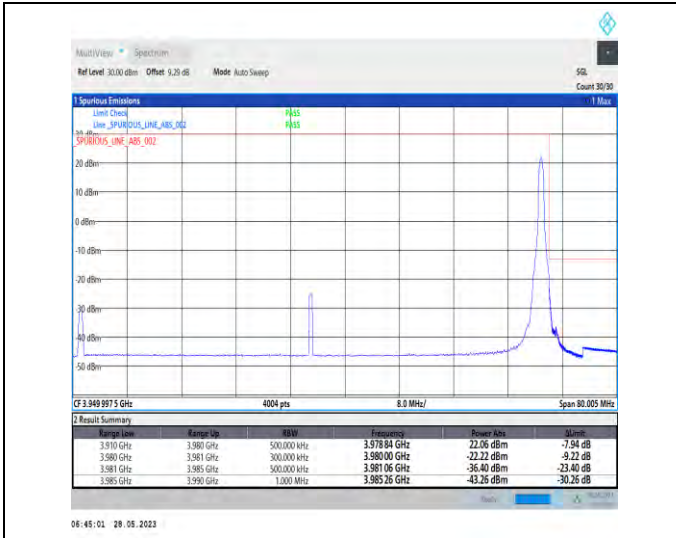 MultiView Spectrum
Ref Level 30.00 dBm Offset 9.29 dB Mode Auto Sweep SGL
Count 30/30
1 Spurious Emissions 1 Max
Limit Check PASS
Line _SPURIOUS_LINE_ABS_002 PASS
30 dBm
_SPURIOUS_LINE_ABS_002
20 dBm
10 dBm
0 dBm
-10 dBm
-20 dBm
-30 dBm
-40 dBm
-50 dBm
CF 3.949 997 5 GHz 4004 pts 8.0 MHz/ Span 80.005 MHz
2 Result Summary
Range Low Range Up RBW Frequency Power Abs ΔLimit
3.910 GHz 3.980 GHz 500.000 kHz 3.978 84 GHz 22.06 dBm -7.94 dB
3.980 GHz 3.981 GHz 300.000 kHz 3.980 00 GHz -22.22 dBm -9.22 dB
3.981 GHz 3.985 GHz 500.000 kHz 3.981 06 GHz -36.40 dBm -23.40 dB
3.985 GHz 3.990 GHz 1.000 MHz 3.985 26 GHz -43.26 dBm -30.26 dB
Ready
06:45:01 28.05.2023